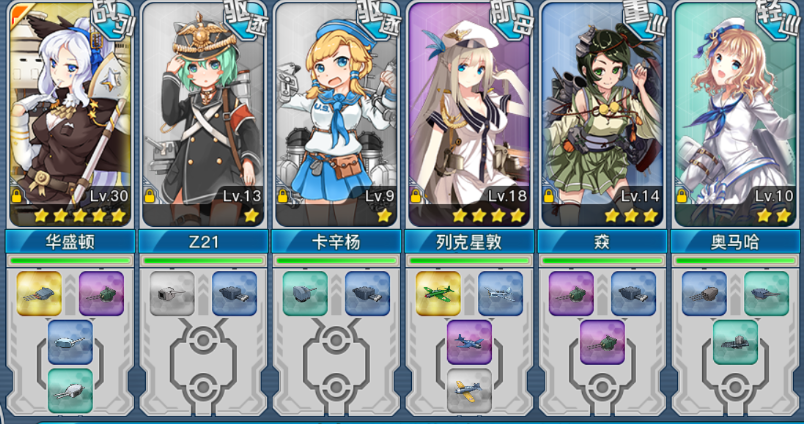 战列
驱逐
驱逐
航母
重巡
轻巡
Lv.30
Lv.13
Lv.9
Lv.18
Lv.14
Lv.10
华盛顿
Z21
卡辛杨
列克星敦
奥马哈